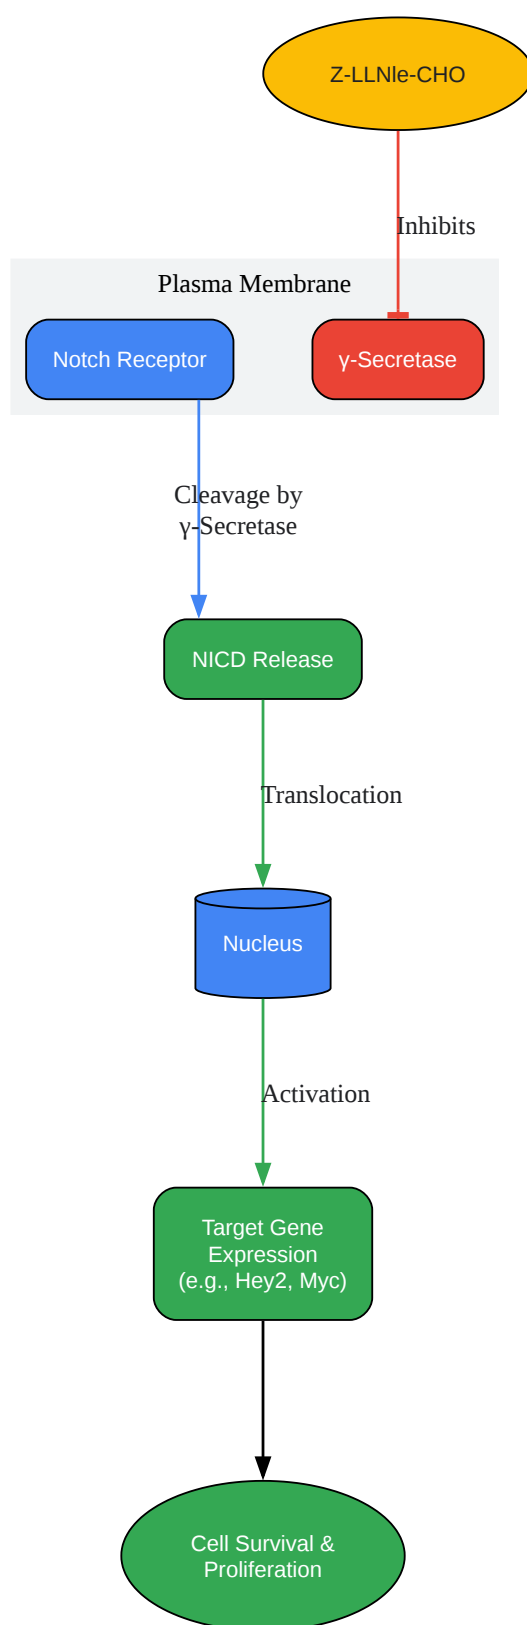 Z-LLNle-CHO
Inhibits
Plasma Membrane
Notch Receptor
γ-Secretase
Cleavage by
γ-Secretase
NICD Release
Translocation
Nucleus
Activation
Target Gene
Expression
(e.g., Hey2, Myc)
Cell Survival &
Proliferation